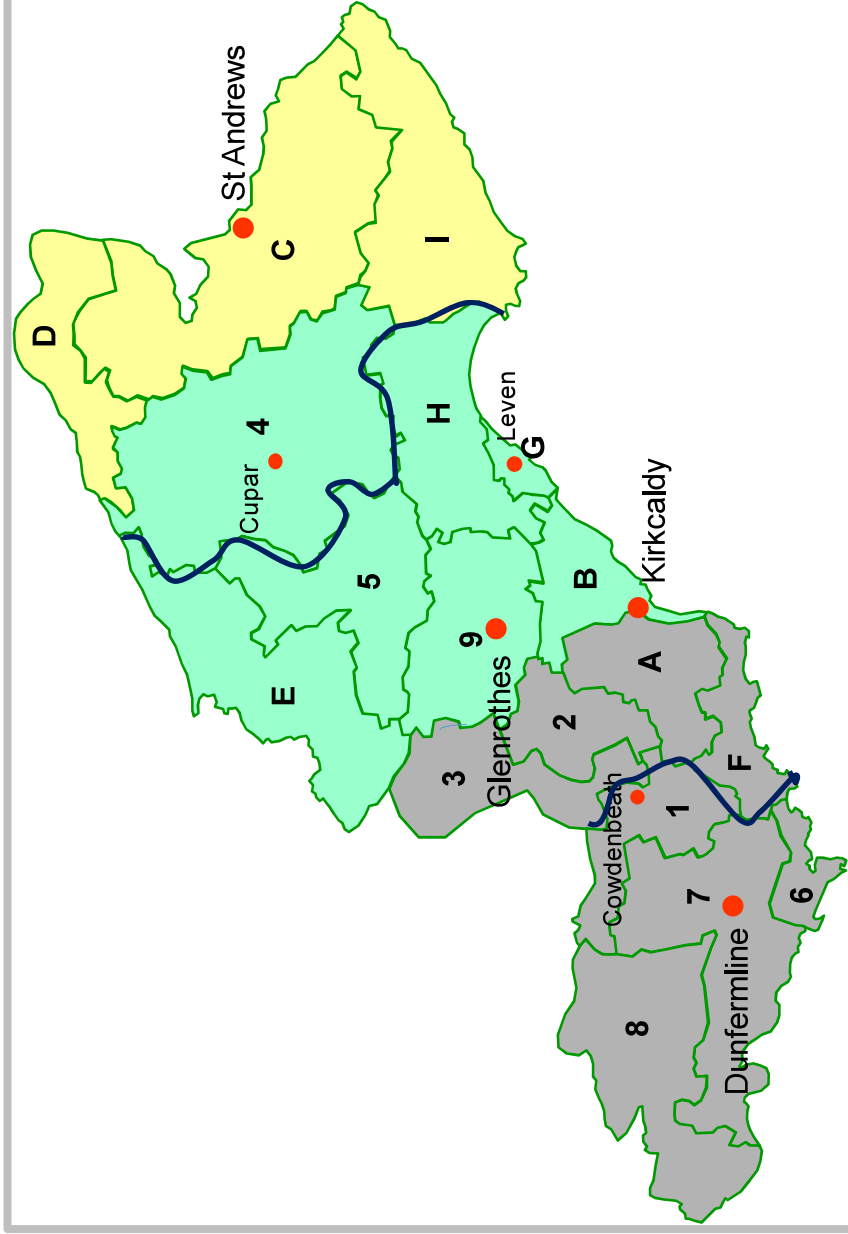 St Andrews
D
C
I
4
Cupar
H
Leven
G
5
E
9
Glenrothes
B
Kirkcaldy
A
2
3
F
Cowdenbeath
1
7
6
Dunfermline
8